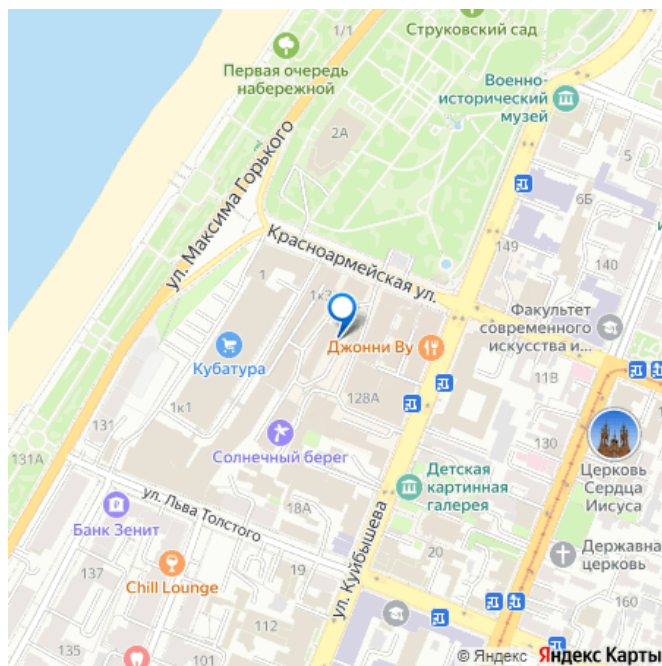 1/1
Струковский сад
Первая очередь
набережной
Военно-
исторический
музей
2А
5
6Б
ул. Максима Горького
Красноармейская ул.
149
140
1
Факультет
современного
искусства и...
Джонни Ву
Кубатура
11В
128А
1к1
131
Солнечный берег
130
131А
Церковь
Сердца
Иисуса
Детская
картинная
галерея
ул. Льва Толстого
18А
Банк Зенит
ул. Куйбышева
20
Державная
церковь
137
19
Chill Lounge
160
112
135
© Яндекс Яндекс Карты